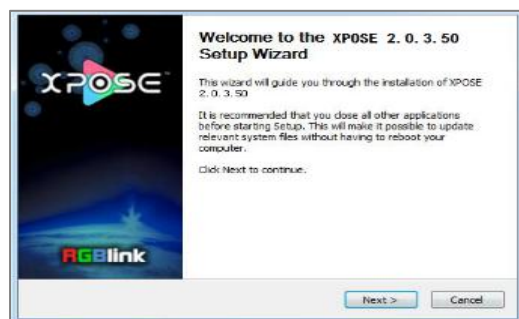 XPOSE
RGBlink
Welcome to the XPOSE 2.0.3.50
Setup Wizard
This wizard will guide you through the installation of XPOSE
2.0.3.50
It is recommended that you close all other applications
before starting Setup. This will make it possible to update
relevant system files without having to reboot your
computer.
Click Next to continue.
Next >
Cancel